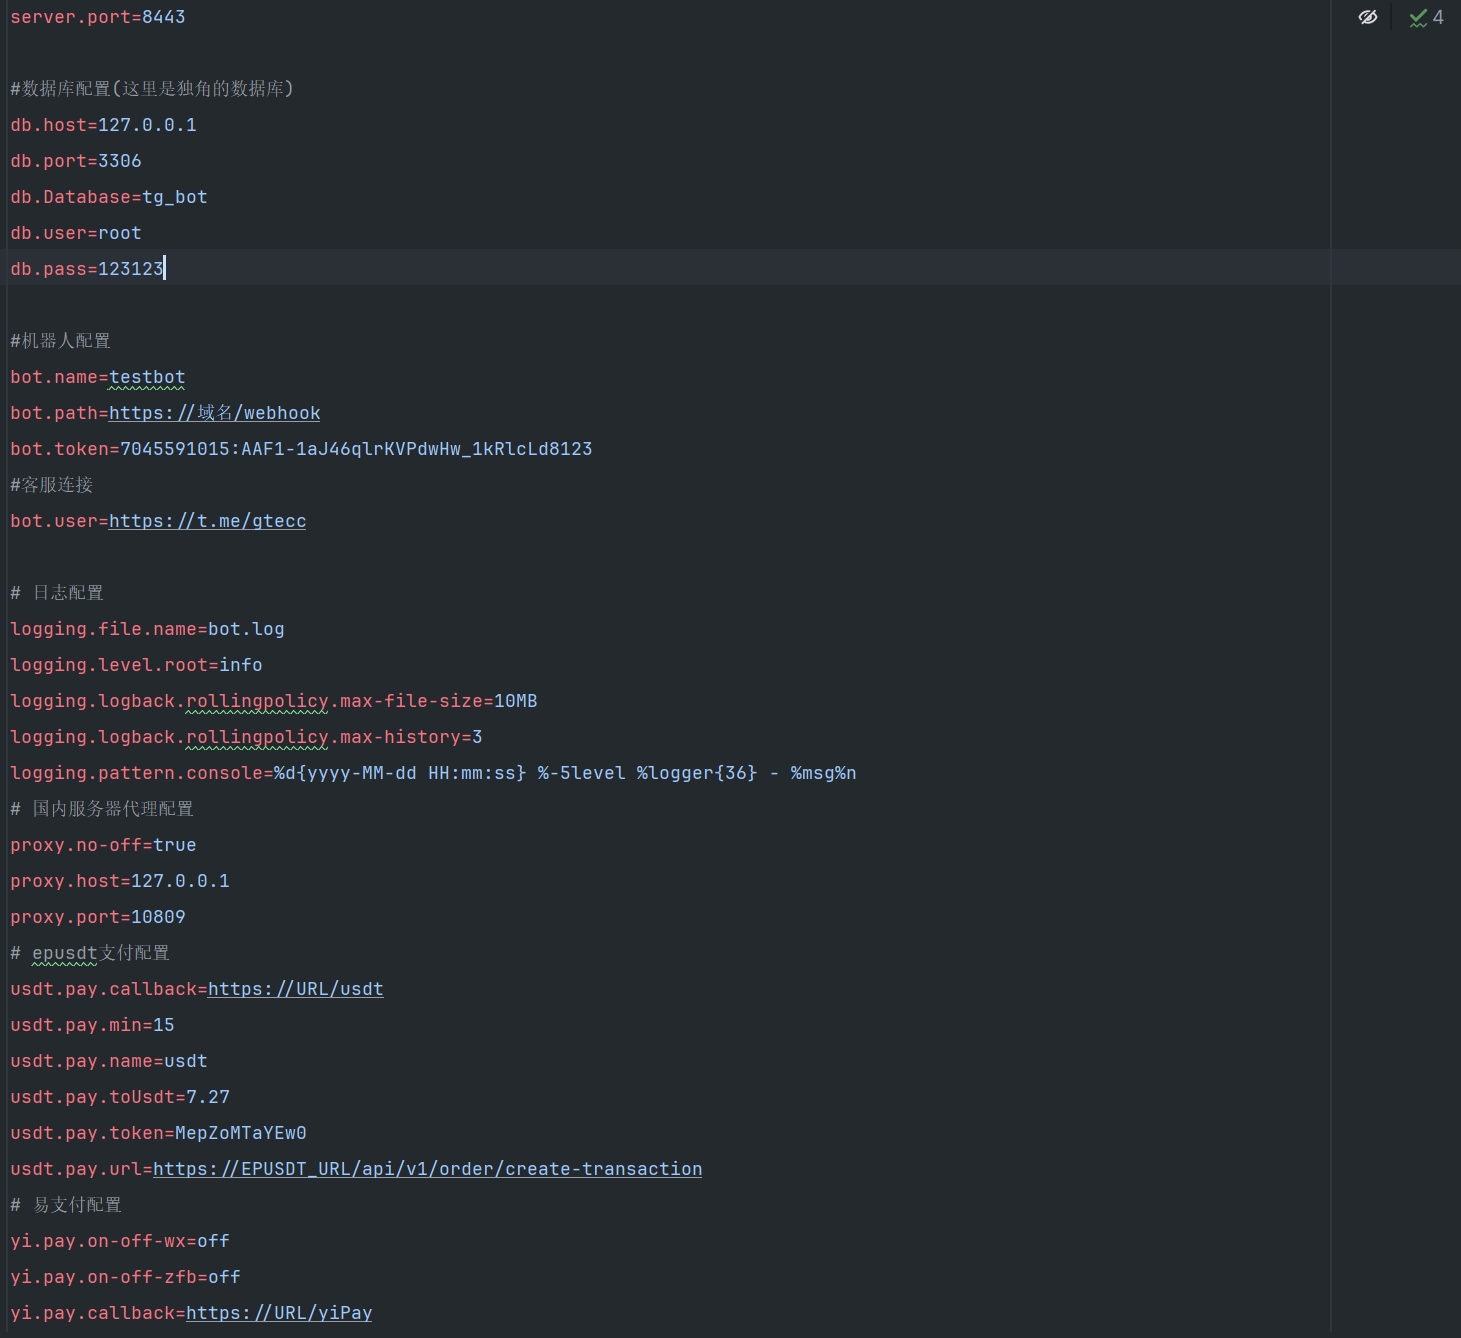 server.port=8443
4
#数据库配置(这里是独角的数据库)
db.host=127.0.0.1
db.port=3306
db.Database=tg_bot
db.user=root
db.pass=123123
#机器人配置
bot.name=testbot
bot.path=https://域名/webhook
bot.token=7045591015:AAF1-1aJ46qlrKVPdwHw_1kRlcLd8123
#客服连接
bot.user=https://t.me/gtecc
# 日志配置
logging.file.name=bot.log
logging.level.root=info
logging.logback.rollingpolicy.max-file-size=10MB
logging.logback.rollingpolicy.max-history=3
logging.pattern.console=%d{yyyy-MM-dd HH:mm:ss} %-5level %logger{36} - %msg%n
# 国内服务器代理配置
proxy.no-off=true
proxy.host=127.0.0.1
proxy.port=10809
# epusdt支付配置
usdt.pay.callback=https://URL/usdt
usdt.pay.min=15
usdt.pay.name=usdt
usdt.pay.toUsdt=7.27
usdt.pay.token=MepZoMTaYEw0
usdt.pay.url=https://EPUSDT_URL/api/v1/order/create-transaction
# 易支付配置
yi.pay.on-off-wx=off
yi.pay.on-off-zfb=off
yi.pay.callback=https://URL/yiPay